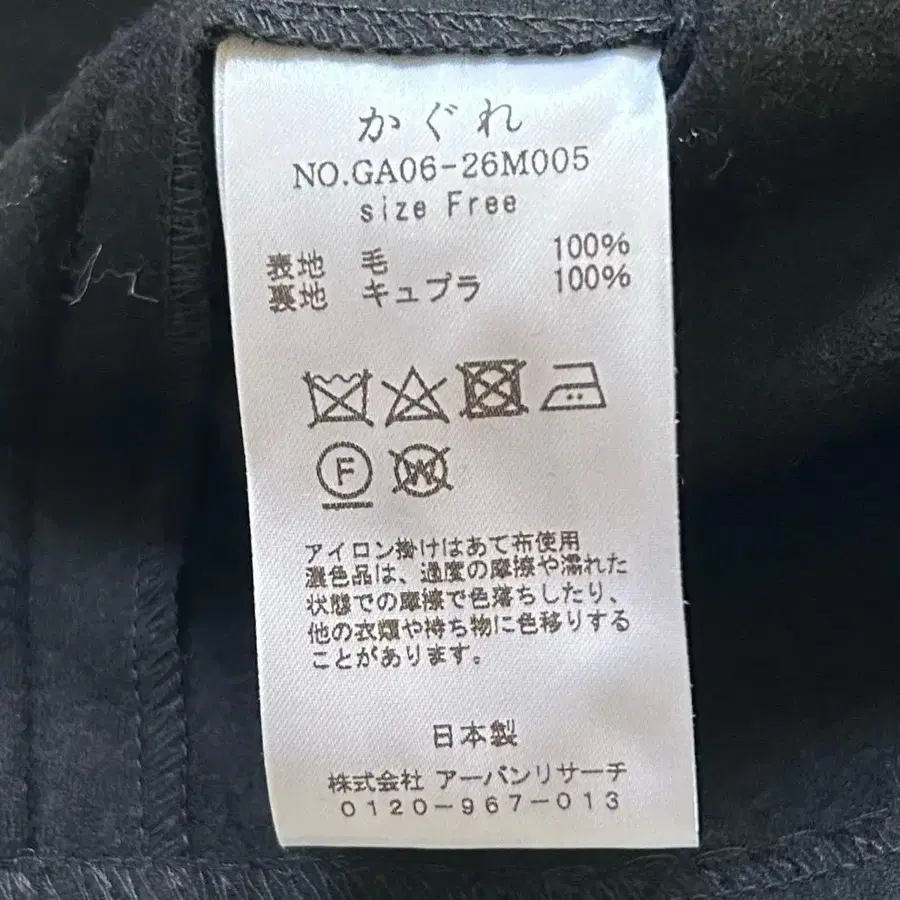 かぐれ
NO.GA06-26M005
size Free
表地 毛 100%
裏地 キュプラ 100%
F W
アイロン掛けはあて布使用
濃色品は、過度の摩擦や濡れた
状態での摩擦で色落ちしたり、
他の衣類や持ち物に色移りする
ことがあります。
日本製
株式会社 アーバンリサーチ
0120-967-013